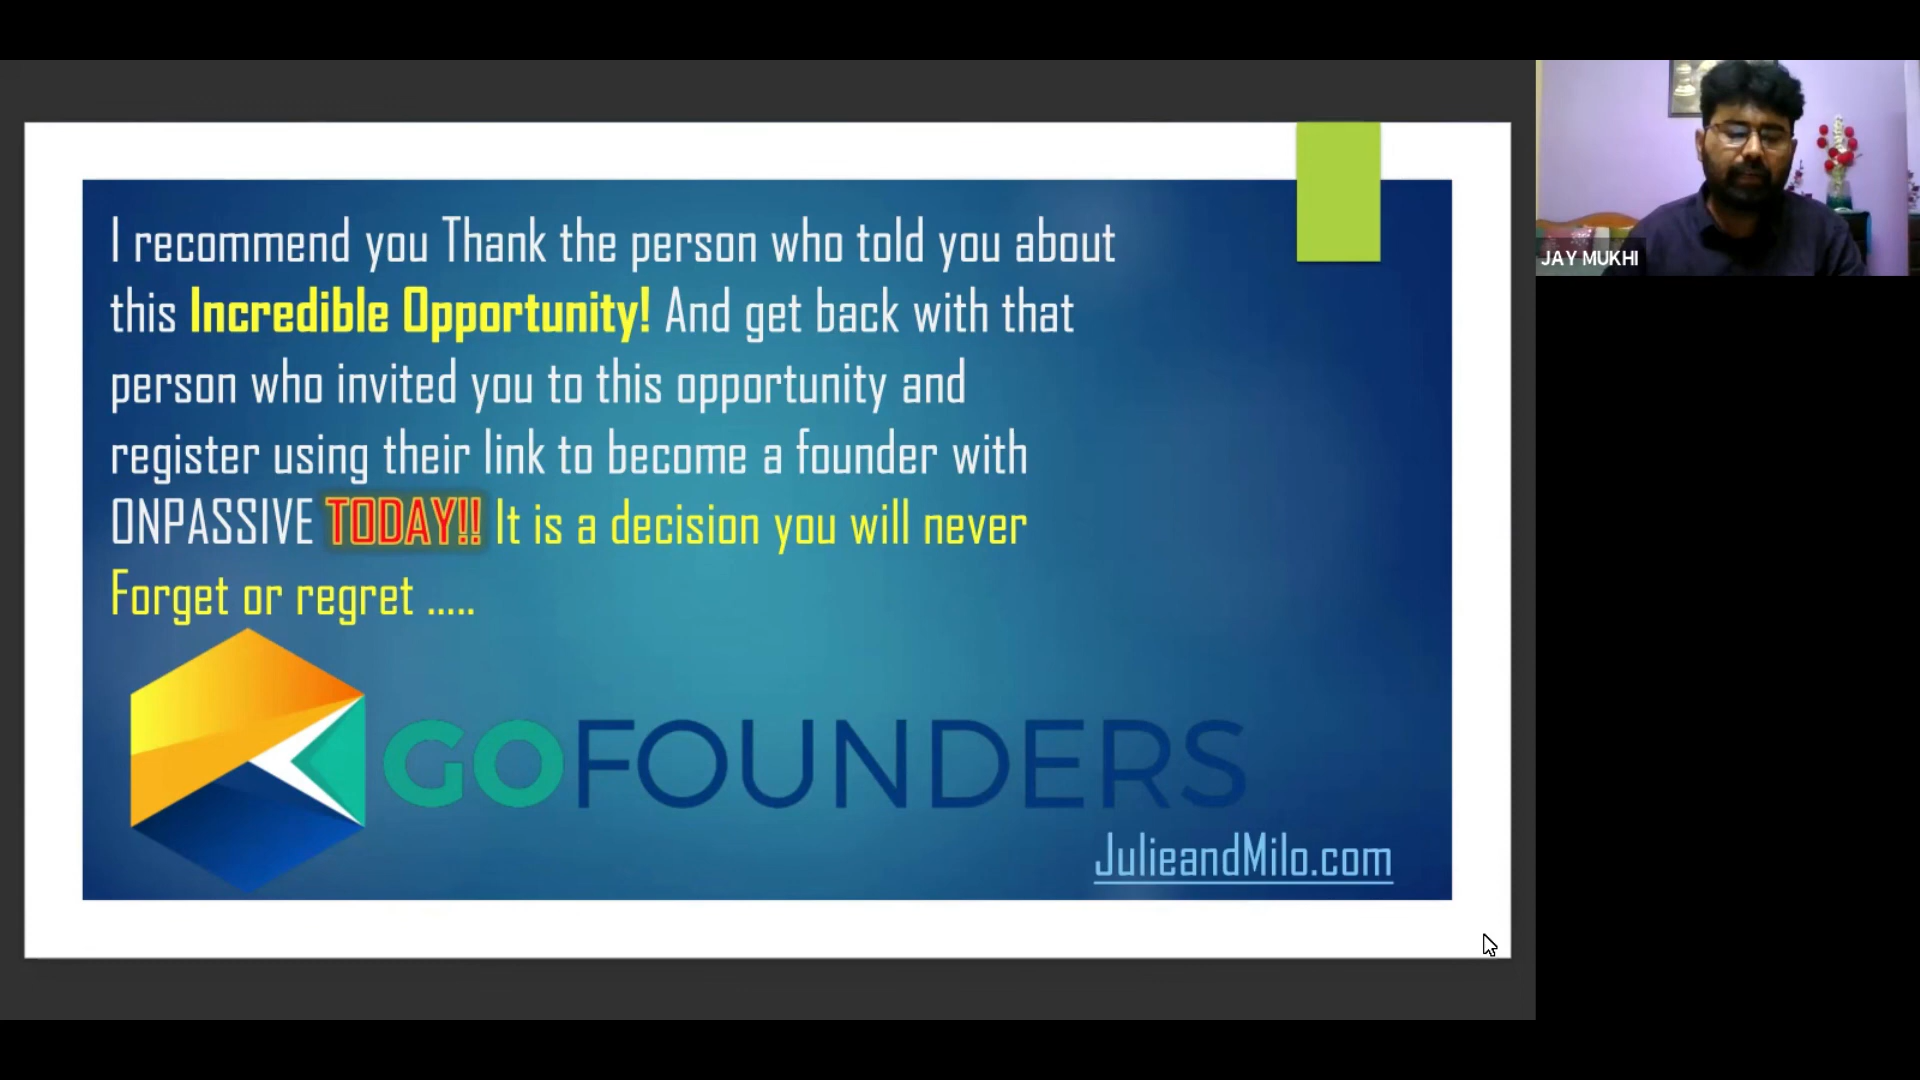 I recommend you Thank the person who told you about
this Incredible Opportunity! And get back with that
person who invited you to this opportunity and
register using their link to become a founder with
ONPASSIVE TODAY!! It is a decision you will never
Forget or regret .....
GOFOUNDERS
JulieandMilo.com
JAY MUKHI